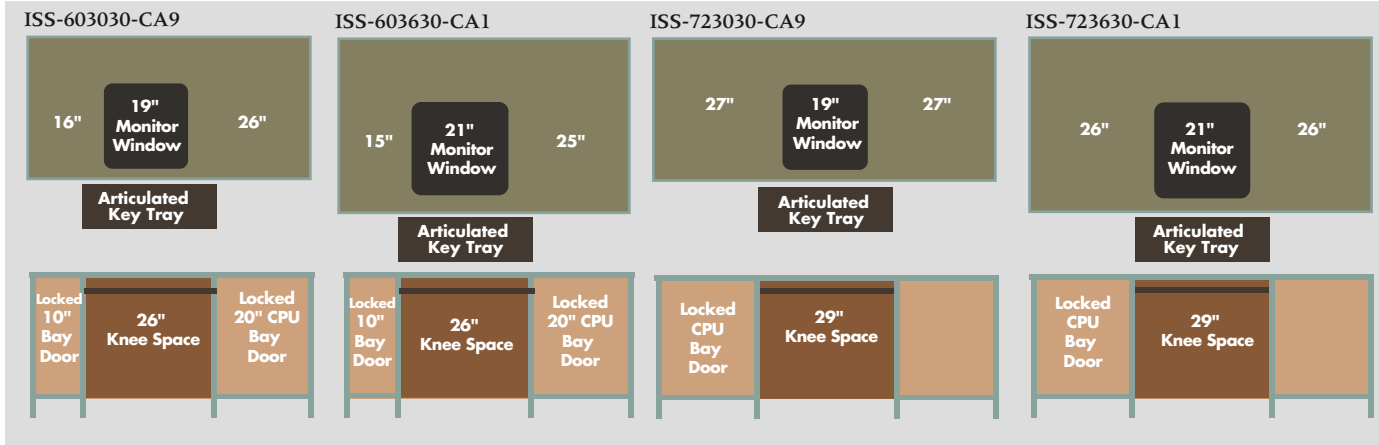 ISS-603030-CA9
16"
19"
Monitor
Window
26"
Articulated
Key Tray
Locked
10"
Bay
Door
26"
Knee Space
Locked
20" CPU
Bay
Door
ISS-603630-CA1
15"
21"
Monitor
Window
25"
Articulated
Key Tray
Locked
10"
Bay
Door
26"
Knee Space
Locked
20" CPU
Bay
Door
ISS-723030-CA9
27"
19"
Monitor
Window
27"
Articulated
Key Tray
Locked
CPU
Bay
Door
29"
Knee Space
ISS-723630-CA1
26"
21"
Monitor
Window
26"
Articulated
Key Tray
Locked
CPU
Bay
Door
29"
Knee Space